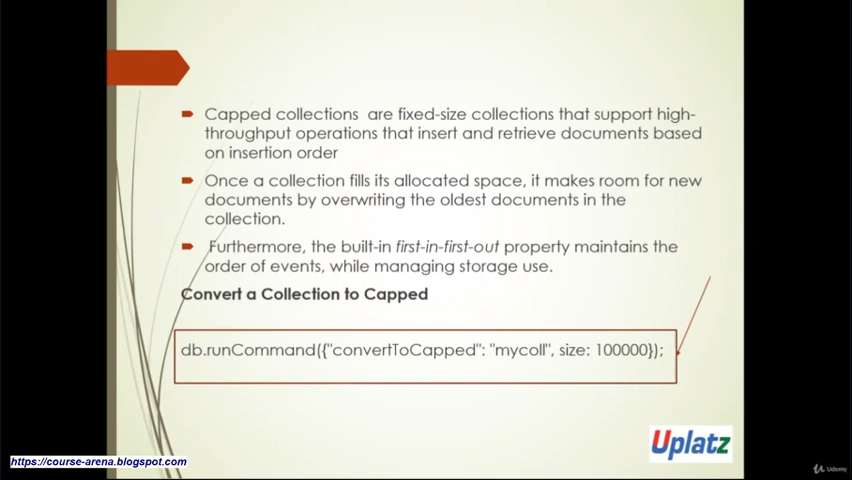 Capped collections are fixed-size collections that support high-
throughput operations that insert and retrieve documents based
on insertion order
Once a collection fills its allocated space, it makes room for new
documents by overwriting the oldest documents in the
collection.
Furthermore, the built-in first-in-first-out property maintains the
order of events, while managing storage use.
Convert a Collection to Capped
db.runCommand({"convertToCapped": "mycoll", size: 100000});
Uplatz
https://course-arena.blogspot.com
Udemy